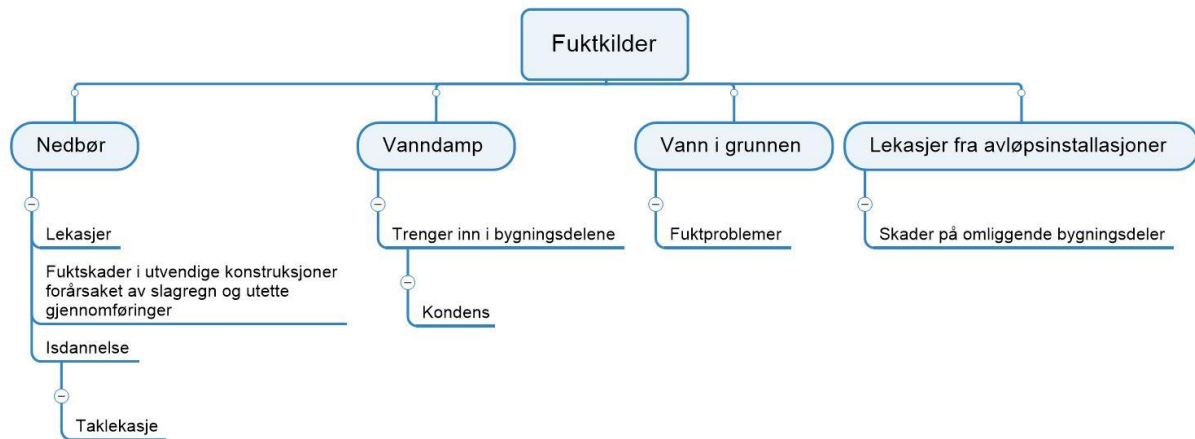 Fuktkilder
Nedbør
Vanndamp
Vann i grunnen
Lekasjer fra avløpsinstallasjoner
Lekasjer
Trenger inn i bygningsdelene
Fuktproblemer
Skader på omliggende bygningsdeler
Fuktskader i utvendige konstruksjoner
forårsaket av slagregn og utette
gjennomføringer
Kondens
Isdannelse
Taklekasje